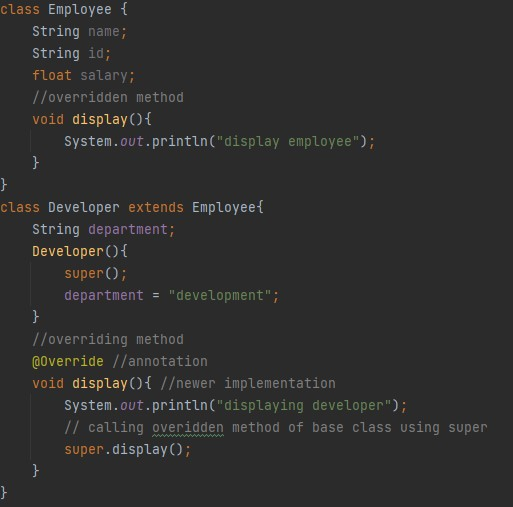 class Employee {
    String name;
    String id;
    float salary;
    //overridden method
    void display(){
        System.out.println("display employee");
    }
}
class Developer extends Employee{
    String department;
    Developer(){
        super();
        department = "development";
    }
    //overriding method
    @Override //annotation
    void display(){ //newer implementation
        System.out.println("displaying developer");
        // calling overidden method of base class using super
        super.display();
    }
}